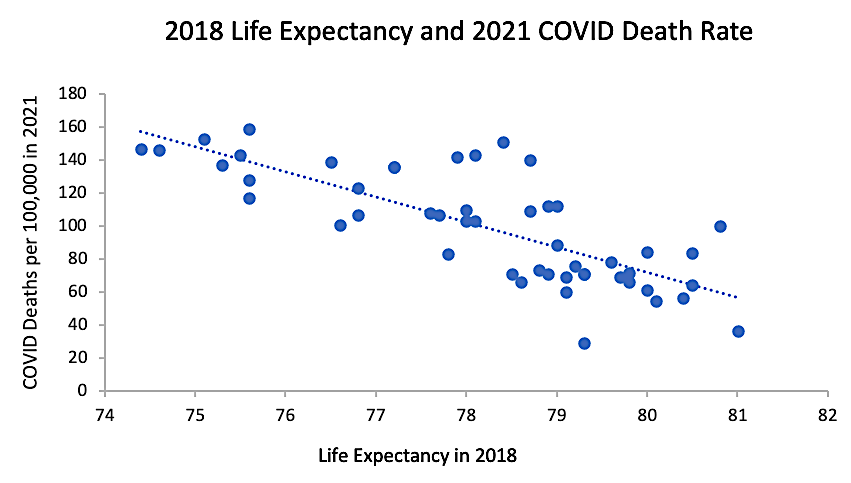 2018 Life Expectancy and 2021 COVID Death Rate
COVID Deaths per 100,000 in 2021
180
160
140
120
100
80
60
40
20
0
74 75 76 77 78 79 80 81 82
Life Expectancy in 2018